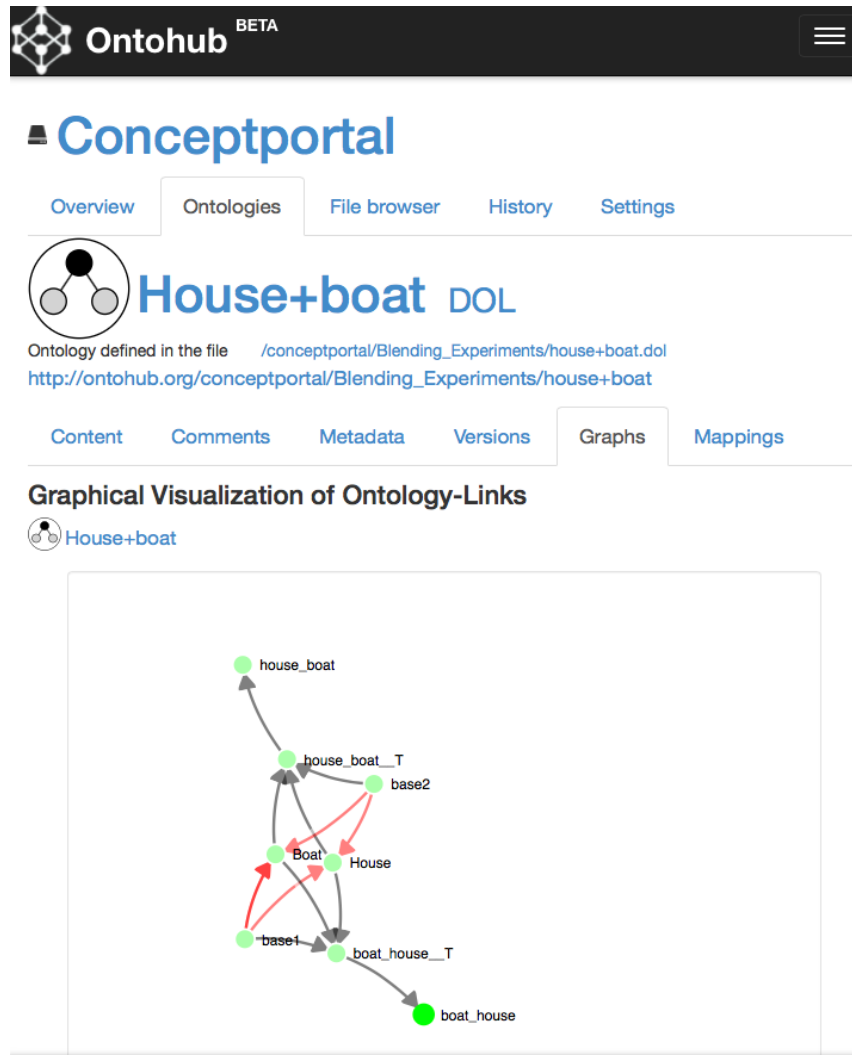 Ontohub BETA
Conceptportal
Overview Ontologies File browser History Settings
House+boat DOL
Ontology defined in the file /conceptportal/Blending_Experiments/house+boat.dol
http://ontohub.org/conceptportal/Blending_Experiments/house+boat
Content Comments Metadata Versions Graphs Mappings
Graphical Visualization of Ontology-Links
House+boat
house_boat
house_boat__T
base2
Boat
House
base1
boat_house__T
boat_house